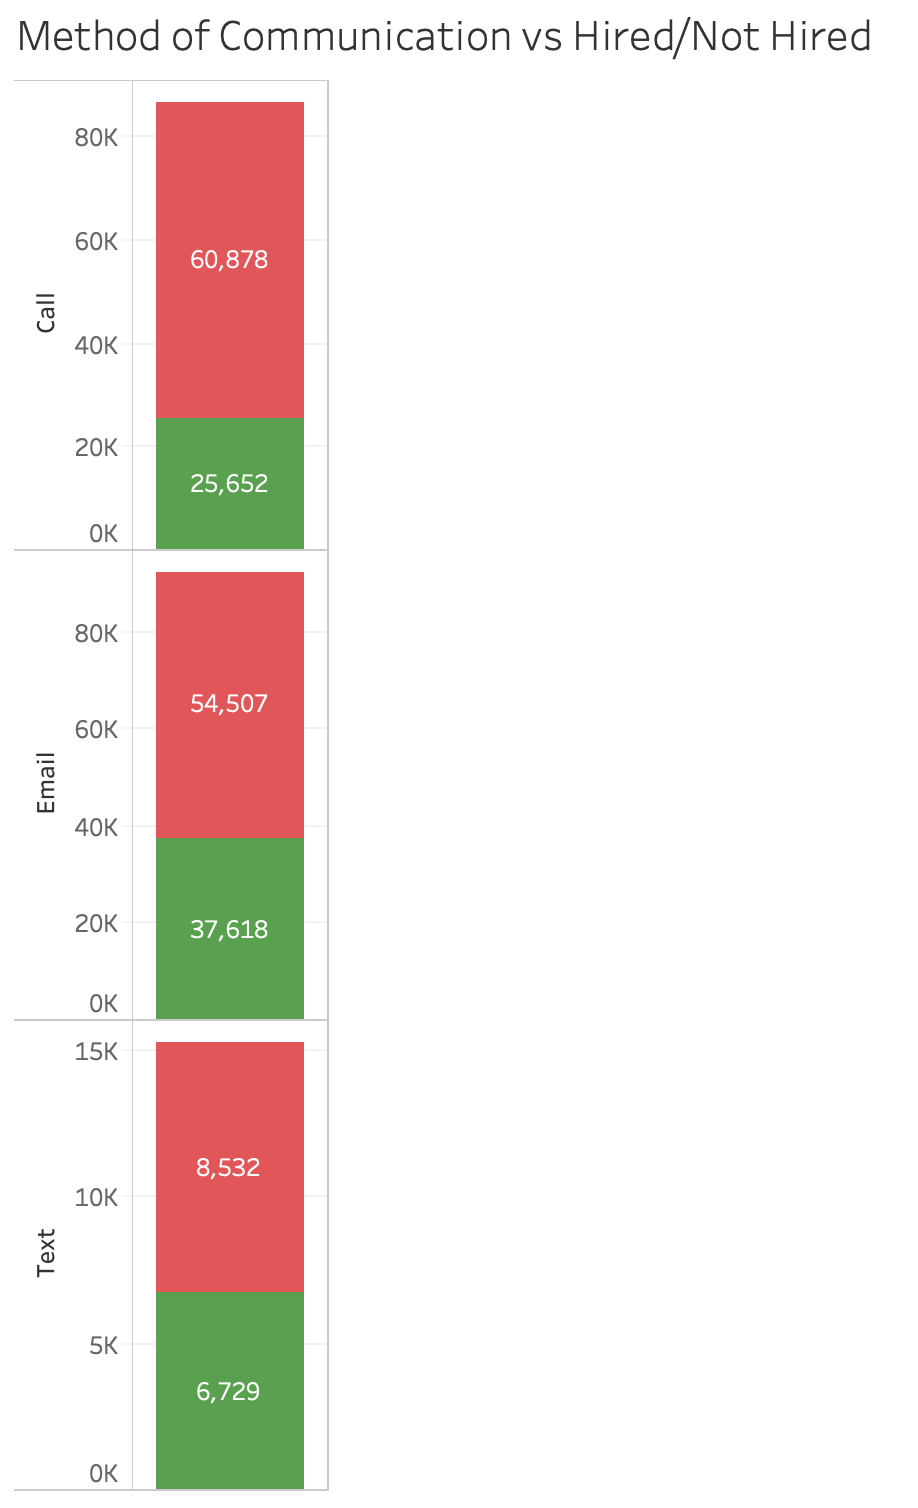 Method of Communication vs Hired/Not Hired
Call
80K
60K
40K
20K
0K
60,878
25,652
Email
80K
60K
40K
20K
0K
54,507
37,618
Text
15K
10K
5K
0K
8,532
6,729